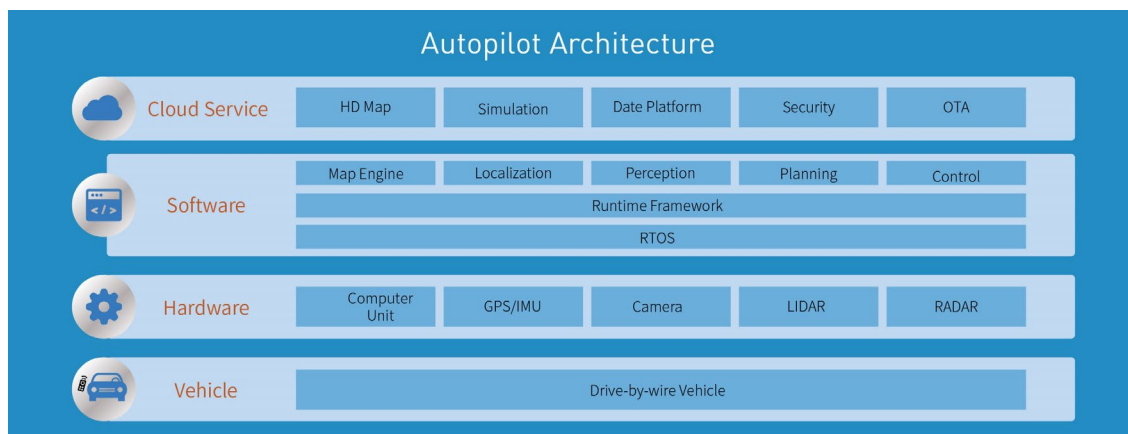 Autopilot Architecture
Cloud Service
HD Map
Simulation
Date Platform
Security
OTA
Software
Map Engine
Localization
Perception
Planning
Control
Runtime Framework
RTOS
</>
Hardware
Computer
Unit
GPS/IMU
Camera
LIDAR
RADAR
Vehicle
Drive-by-wire Vehicle